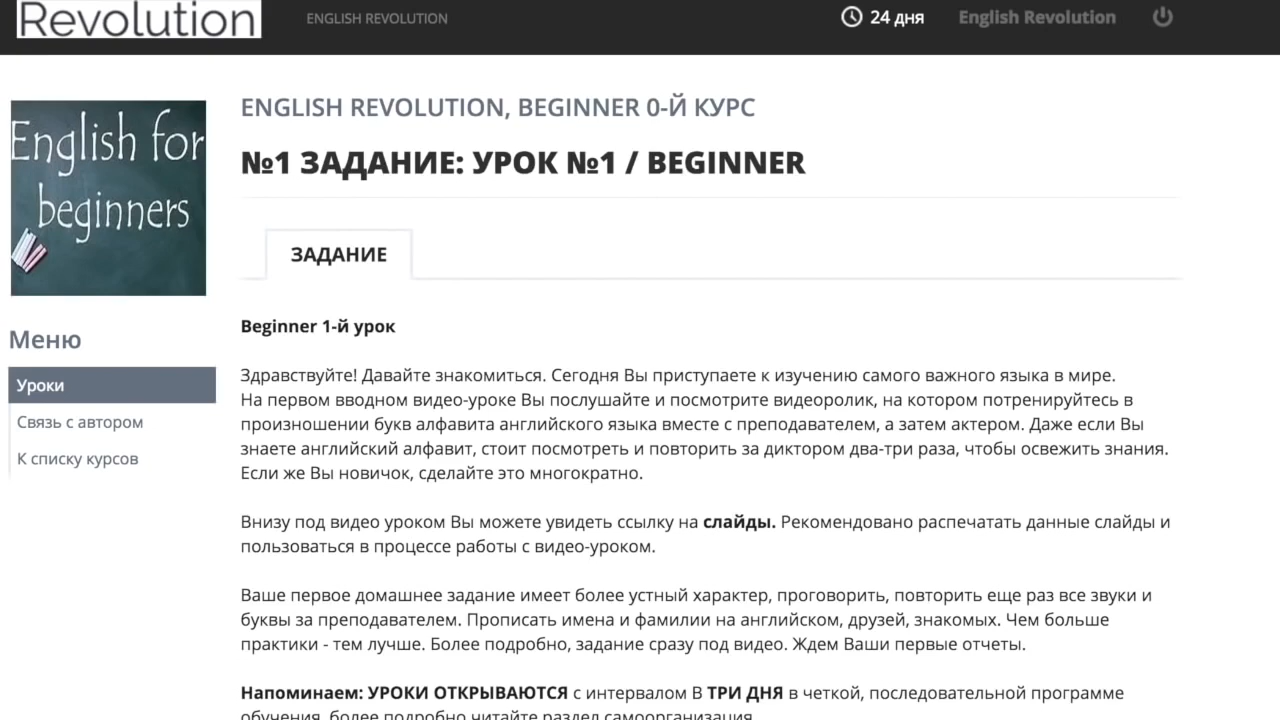 Revolution
ENGLISH REVOLUTION
24 дня
English Revolution
English for
beginners
ENGLISH REVOLUTION, BEGINNER 0-Й КУРС
№1 ЗАДАНИЕ: УРОК №1 / BEGINNER
ЗАДАНИЕ
Меню
Уроки
Связь с автором
К списку курсов
Beginner 1-й урок
Здравствуйте! Давайте знакомиться. Сегодня Вы приступаете к изучению самого важного языка в мире.
На первом вводном видео-уроке Вы послушайте и посмотрите видеоролик, на котором потренируйтесь в
произношении букв алфавита английского языка вместе с преподавателем, а затем актером. Даже если Вы
знаете английский алфавит, стоит посмотреть и повторить за диктором два-три раза, чтобы освежить знания.
Если же Вы новичок, сделайте это многократно.
Внизу под видео уроком Вы можете увидеть ссылку на слайды. Рекомендовано распечатать данные слайды и
пользоваться в процессе работы с видео-уроком.
Ваше первое домашнее задание имеет более устный характер, проговорить, повторить еще раз все звуки и
буквы за преподавателем. Прописать имена и фамилии на английском, друзей, знакомых. Чем больше
практики - тем лучше. Более подробно, задание сразу под видео. Ждем Ваши первые отчеты.
Напоминаем: УРОКИ ОТКРЫВАЮТСЯ с интервалом В ТРИ ДНЯ в четкой, последовательной программе
обучения, более подробно читайте раздел самоорганизация.